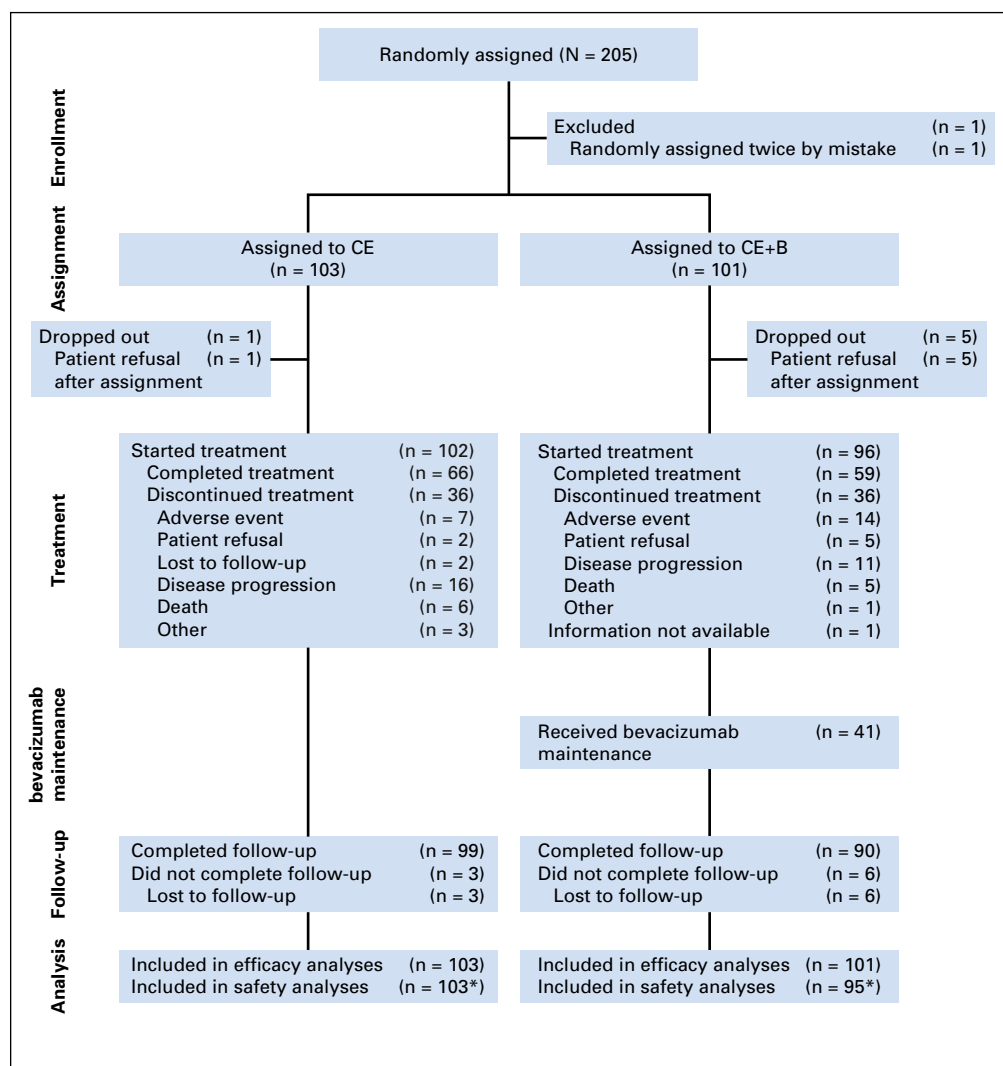 Randomly assigned (N = 205)
Enrollment
Excluded (n = 1)
Randomly assigned twice by mistake (n = 1)
Assignment
Assigned to CE
(n = 103)
Assigned to CE+B
(n = 101)
Dropped out (n = 1)
Patient refusal (n = 1)
after assignment
Dropped out (n = 5)
Patient refusal (n = 5)
after assignment
Treatment
Started treatment (n = 102)
Completed treatment (n = 66)
Discontinued treatment (n = 36)
Adverse event (n = 7)
Patient refusal (n = 2)
Lost to follow-up (n = 2)
Disease progression (n = 16)
Death (n = 6)
Other (n = 3)
Started treatment (n = 96)
Completed treatment (n = 59)
Discontinued treatment (n = 36)
Adverse event (n = 14)
Patient refusal (n = 5)
Disease progression (n = 11)
Death (n = 5)
Other (n = 1)
Information not available (n = 1)
bevacizumab
maintenance
Received bevacizumab (n = 41)
maintenance
Follow-up
Completed follow-up (n = 99)
Did not complete follow-up (n = 3)
Lost to follow-up (n = 3)
Completed follow-up (n = 90)
Did not complete follow-up (n = 6)
Lost to follow-up (n = 6)
Analysis
Included in efficacy analyses (n = 103)
Included in safety analyses (n = 103*)
Included in efficacy analyses (n = 101)
Included in safety analyses (n = 95*)